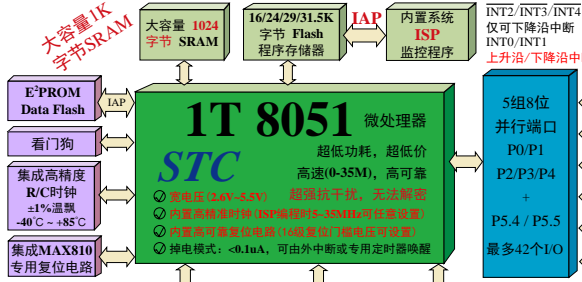 大容量1K
字节SRAM
大容量 1024
字节 SRAM
16/24/29/31.5K
字节 Flash
程序存储器
IAP
内置系统
ISP
监控程序
INT2/INT3/INT4
仅可下降沿中断
INT0/INT1
上升沿/下降沿中
E²PROM
Data Flash
IAP
看门狗
集成高精度
R/C时钟
±1%温飘
-40℃~+85℃
集成MAX810
专用复位电路
1T 8051 微处理器
STC
超低功耗，超低价
高速(0-35M)，高可靠
宽电压(2.6V~5.5V) 超强抗干扰，无法解密
内置高精准时钟(ISP编程时5~35MHz可任意设置)
内置高可靠复位电路(16级复位门槛电压可设置)
掉电模式：<0.1uA，可由外中断或专用定时器唤醒
5组8位
并行端口
P0/P1
P2/P3/P4
+
P5.4 / P5.5
最多42个I/O